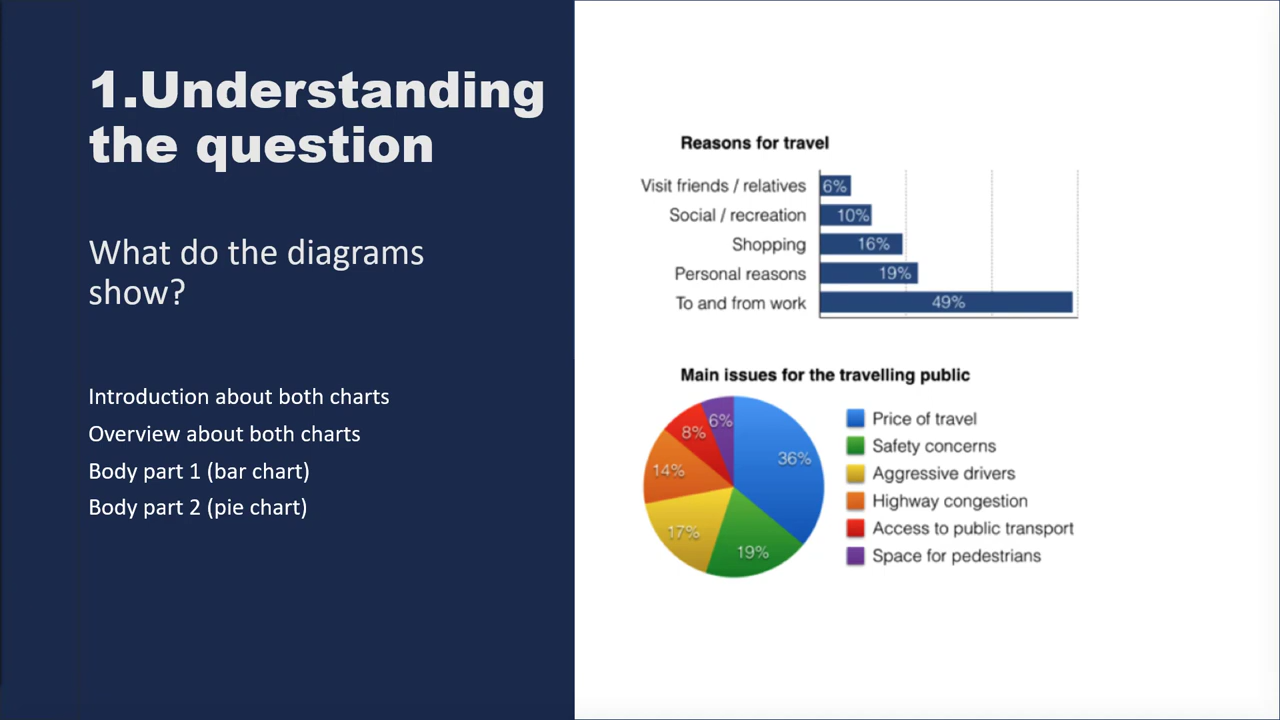 1.Understanding
the question
What do the diagrams
show?
Introduction about both charts
Overview about both charts
Body part 1 (bar chart)
Body part 2 (pie chart)
Reasons for travel
Visit friends / relatives 6%
Social / recreation 10%
Shopping 16%
Personal reasons 19%
To and from work 49%
Main issues for the travelling public
36%
19%
17%
14%
8%
6%
Price of travel
Safety concerns
Aggressive drivers
Highway congestion
Access to public transport
Space for pedestrians